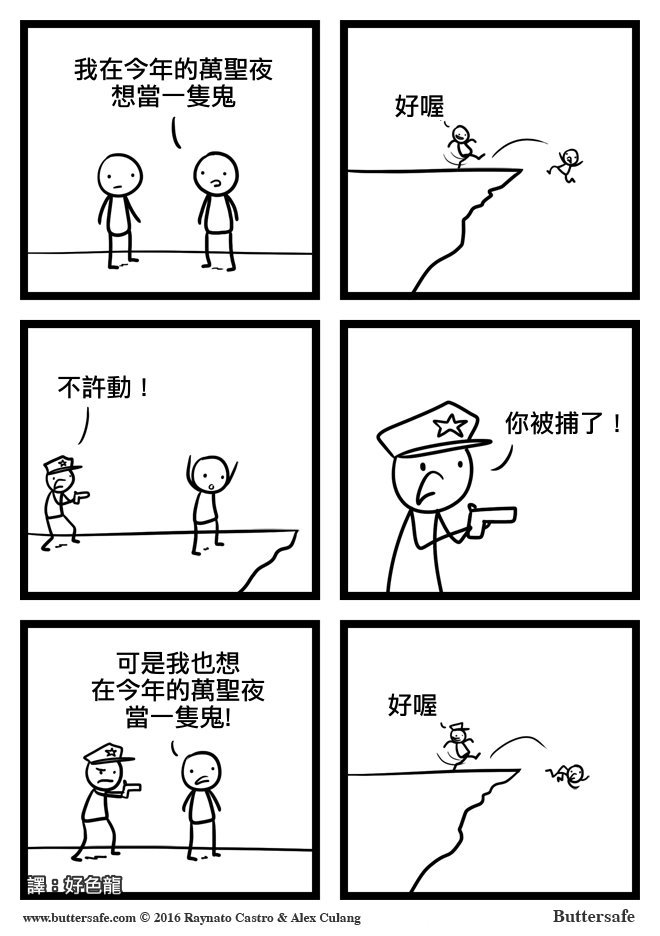 我在今年的萬聖夜
想當一隻鬼
好喔
不許動！
你被捕了！
可是我也想
在今年的萬聖夜
當一隻鬼!
好喔
譯：好色龍
www.buttersafe.com © 2016 Raynato Castro & Alex Culang
Buttersafe